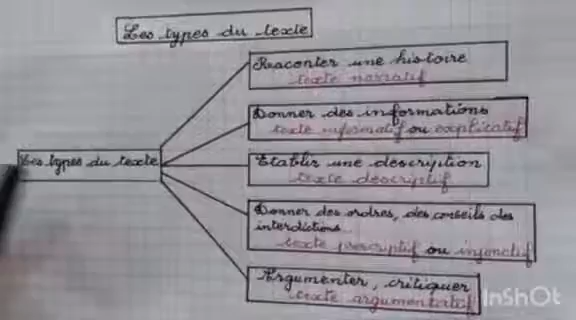 Les types du texte
Raconter une histoire
texte narratif
Donner des informations
texte informatif ou explicatif
Les types du texte
Etablir une description
texte descriptif
Donner des ordres, des conseils des
interdictions
texte prescriptif ou injonctif
Argumenter, critiquer
texte argumentatif
InShOt